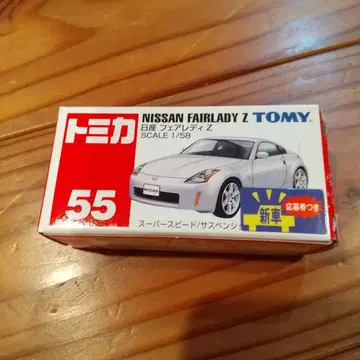 トミカ
55
NISSAN FAIRLADY Z TOMY
日産 フェアレディ Z
SCALE 1/58
NISSAN
新車
応募券つき
スーパースピード/サスペンシ